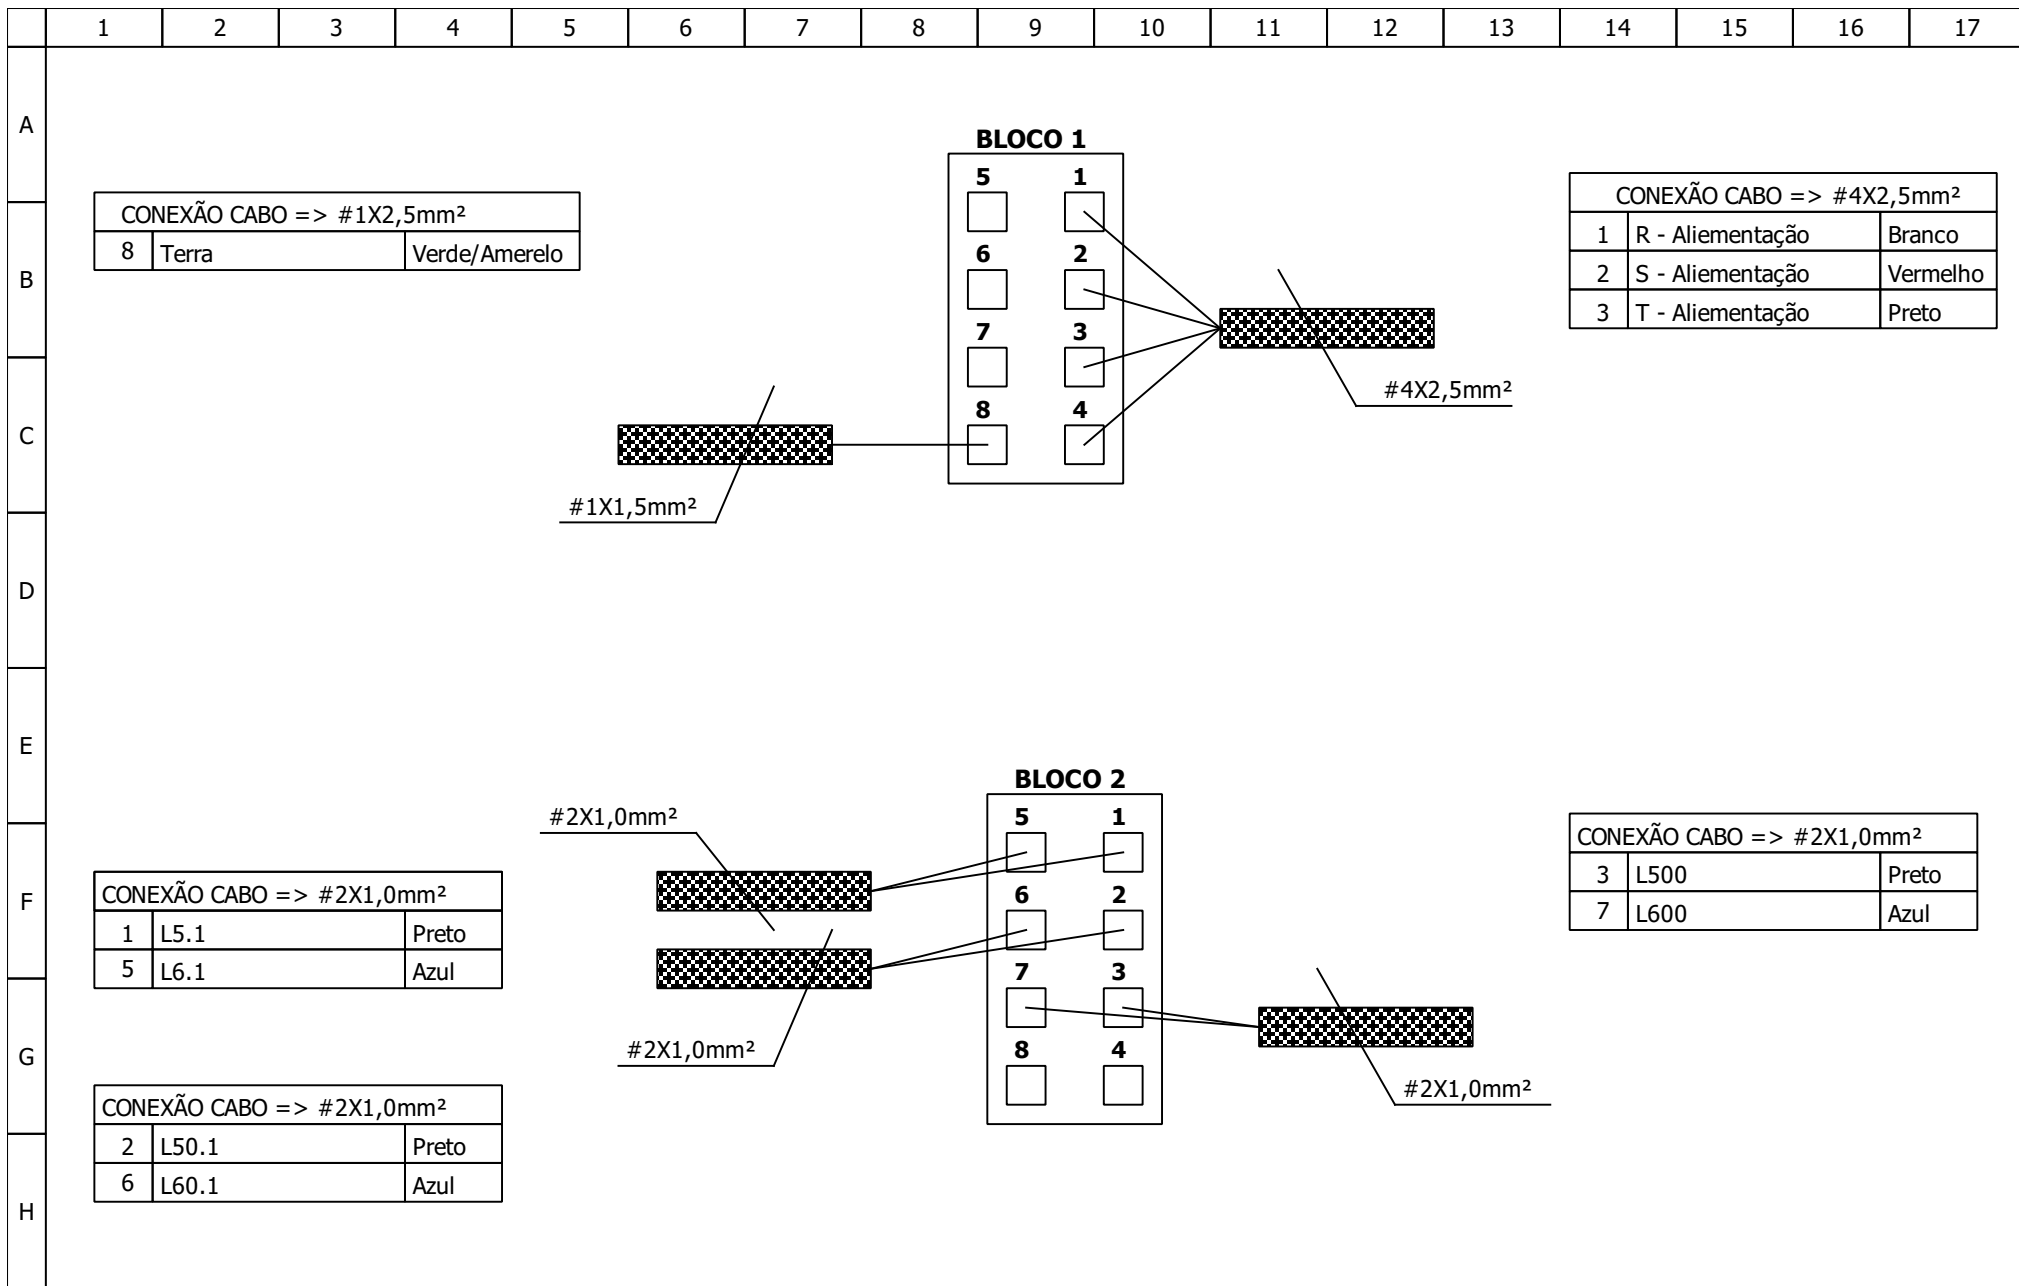 1 2 3 4 5 6 7 8 9 10 11 12 13 14 15 16 17
A
BLOCO 1
5 1
CONEXÃO CABO => #1X2,5mm²
8 Terra Verde/Amerelo
CONEXÃO CABO => #4X2,5mm²
1 R - Aliementação Branco
2 S - Aliementação Vermelho
3 T - Aliementação Preto
B
6 2
7 3
#4X2,5mm²
8 4
C
#1X1,5mm²
D
E
BLOCO 2
#2X1,0mm²
5 1
CONEXÃO CABO => #2X1,0mm²
3 L500 Preto
7 L600 Azul
F
CONEXÃO CABO => #2X1,0mm²
1 L5.1 Preto
5 L6.1 Azul
6 2
7 3
G
#2X1,0mm²
8 4
#2X1,0mm²
CONEXÃO CABO => #2X1,0mm²
2 L50.1 Preto
6 L60.1 Azul
H